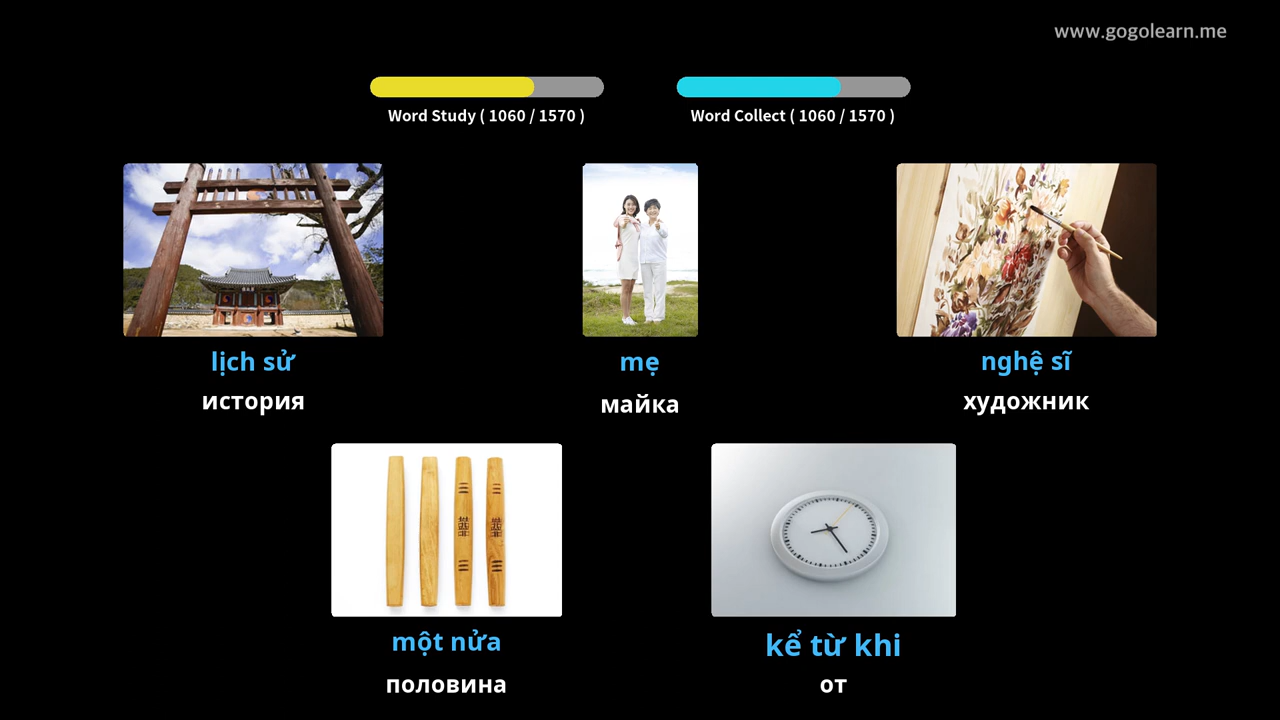 www.gogolearn.me
Word Study ( 1060 / 1570 )
Word Collect ( 1060 / 1570 )
lịch sử
история
mẹ
майка
nghệ sĩ
художник
một nửa
половина
kể từ khi
от